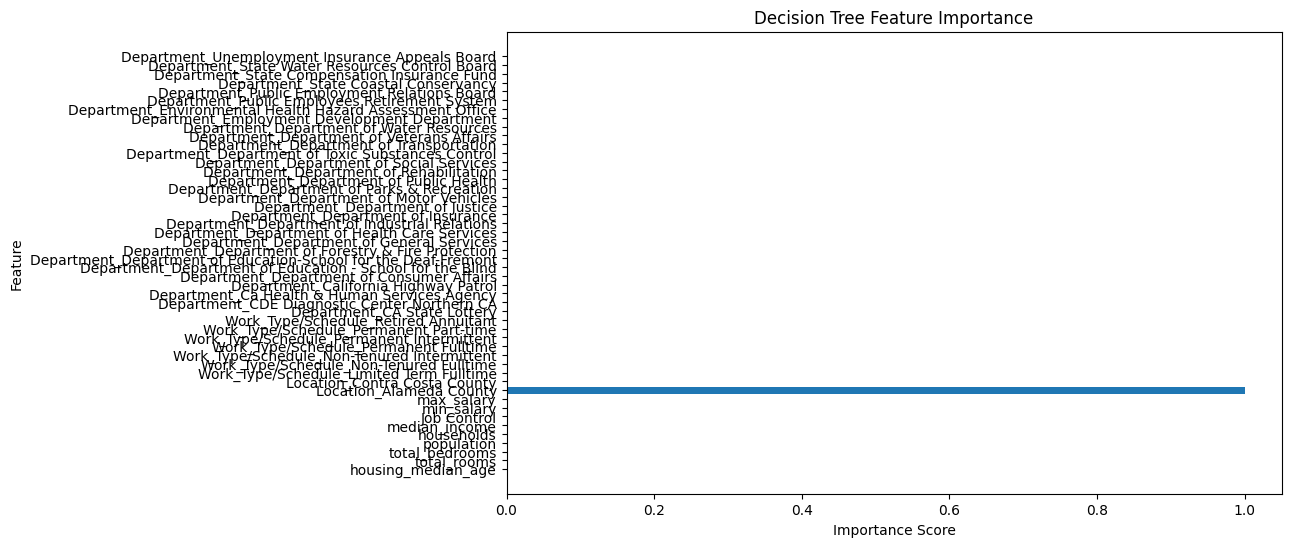 Decision Tree Feature Importance
Department_Unemployment Insurance Appeals Board
Department_State Water Resources Control Board
Department_State Compensation Insurance Fund
Department_State Coastal Conservancy
Department_Public Employment Relations Board
Department_Public Employees Retirement System
Department_Environmental Health Hazard Assessment Office
Department_Employment Development Department
Department_Department of Water Resources
Department_Department of Veterans Affairs
Department_Department of Transportation
Department_Department of Toxic Substances Control
Department_Department of Social Services
Department_Department of Rehabilitation
Department_Department of Public Health
Department_Department of Parks & Recreation
Department_Department of Motor Vehicles
Department_Department of Justice
Department_Department of Insurance
Department_Department of Industrial Relations
Department_Department of Health Care Services
Department_Department of General Services
Department_Department of Forestry & Fire Protection
Department_Department of Education-School for the Deaf-Fremont
Department_Department of Education - School for the Blind
Department_Department of Consumer Affairs
Department_California Highway Patrol
Department_Ca Health & Human Services Agency
Department_CDE Diagnostic Center Northern CA
Department_CA State Lottery
Work_Type/Schedule_Retired Annuitant
Work_Type/Schedule_Permanent Part-time
Work_Type/Schedule_Permanent Intermittent
Work_Type/Schedule_Permanent Fulltime
Work_Type/Schedule_Non-Tenured Intermittent
Work_Type/Schedule_Non-Tenured Fulltime
Work_Type/Schedule_Limited Term Fulltime
Location_Contra Costa County
Location_Alameda County
max_salary
min_salary
Job Control
median_income
households
population
total_bedrooms
total_rooms
housing_median_age
Feature
0.0 0.2 0.4 0.6 0.8 1.0
Importance Score